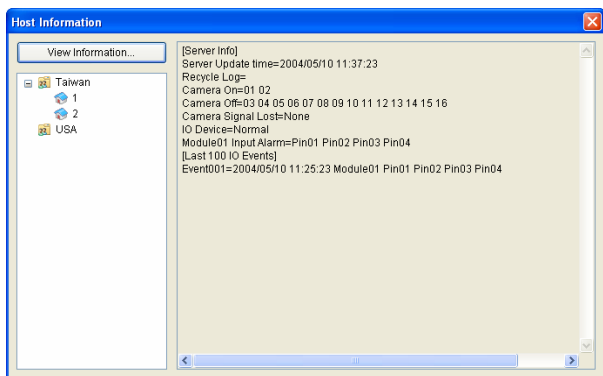 Host Information
View Information...
Taiwan
1
2
USA
[Server Info]
Server Update time=2004/05/10 11:37:23
Recycle Log=
Camera On=01 02
Camera Off=03 04 05 06 07 08 09 10 11 12 13 14 15 16
Camera Signal Lost=None
IO Device=Normal
Module01 Input Alarm=Pin01 Pin02 Pin03 Pin04
[Last 100 IO Events]
Event001=2004/05/10 11:25:23 Module01 Pin01 Pin02 Pin03 Pin04